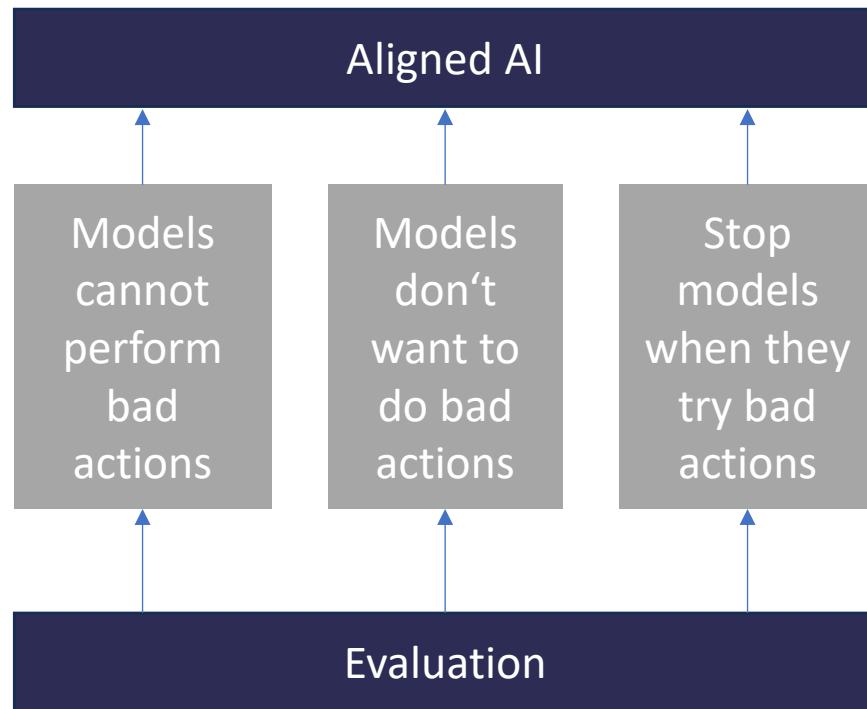 Aligned AI
Models
cannot
perform
bad
actions
Models
don‘t
want to
do bad
actions
Stop
models
when they
try bad
actions
Evaluation